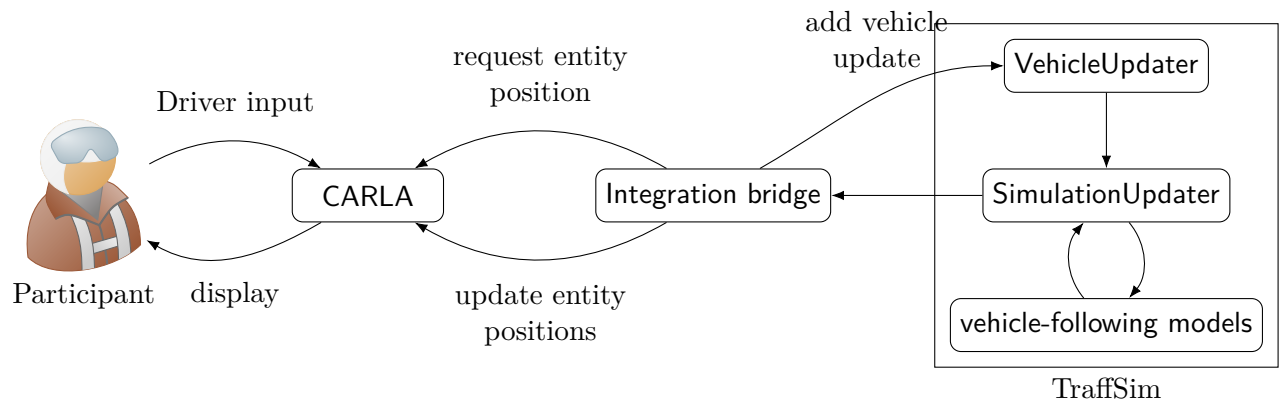 add vehicle
update
request entity
position
Driver input
VehicleUpdater
CARLA
Integration bridge
SimulationUpdater
Participant
display
update entity
positions
vehicle-following models
TraffSim